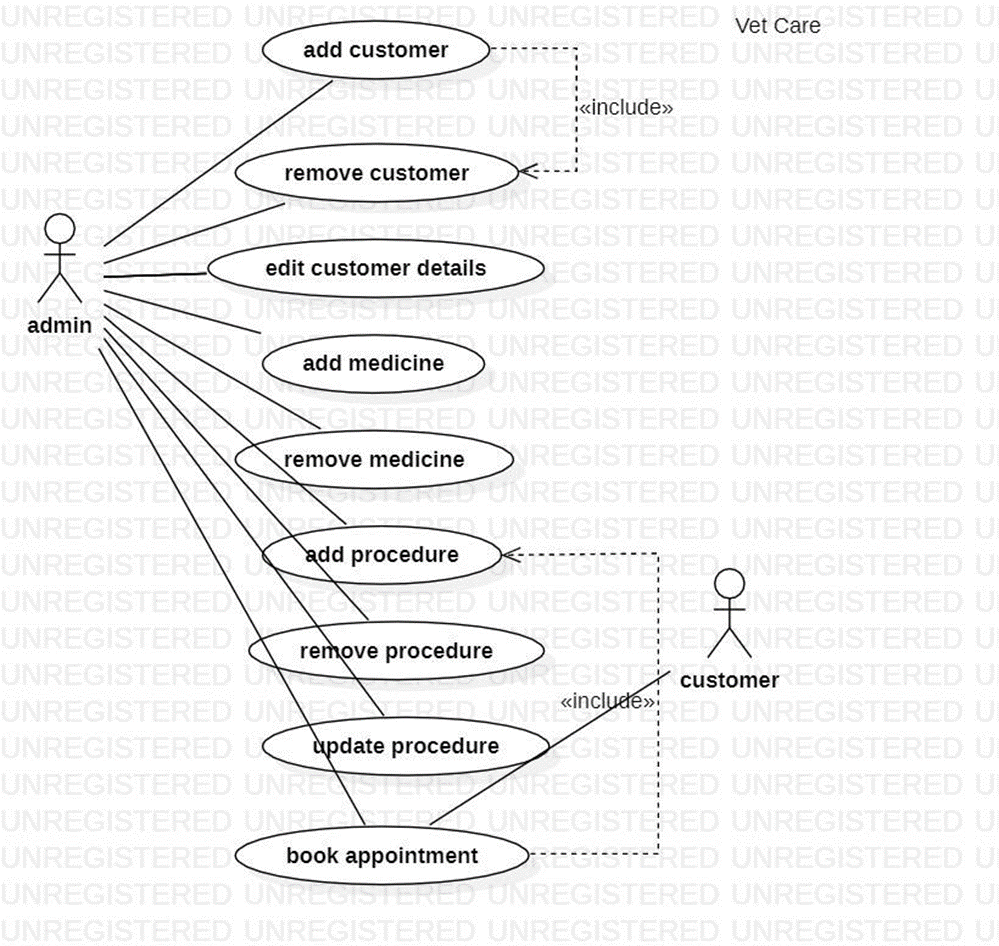 Vet Care
add customer
«include»
remove customer
edit customer details
admin
add medicine
remove medicine
add procedure
remove procedure
customer
«include»
update procedure
book appointment
UNREGISTERED